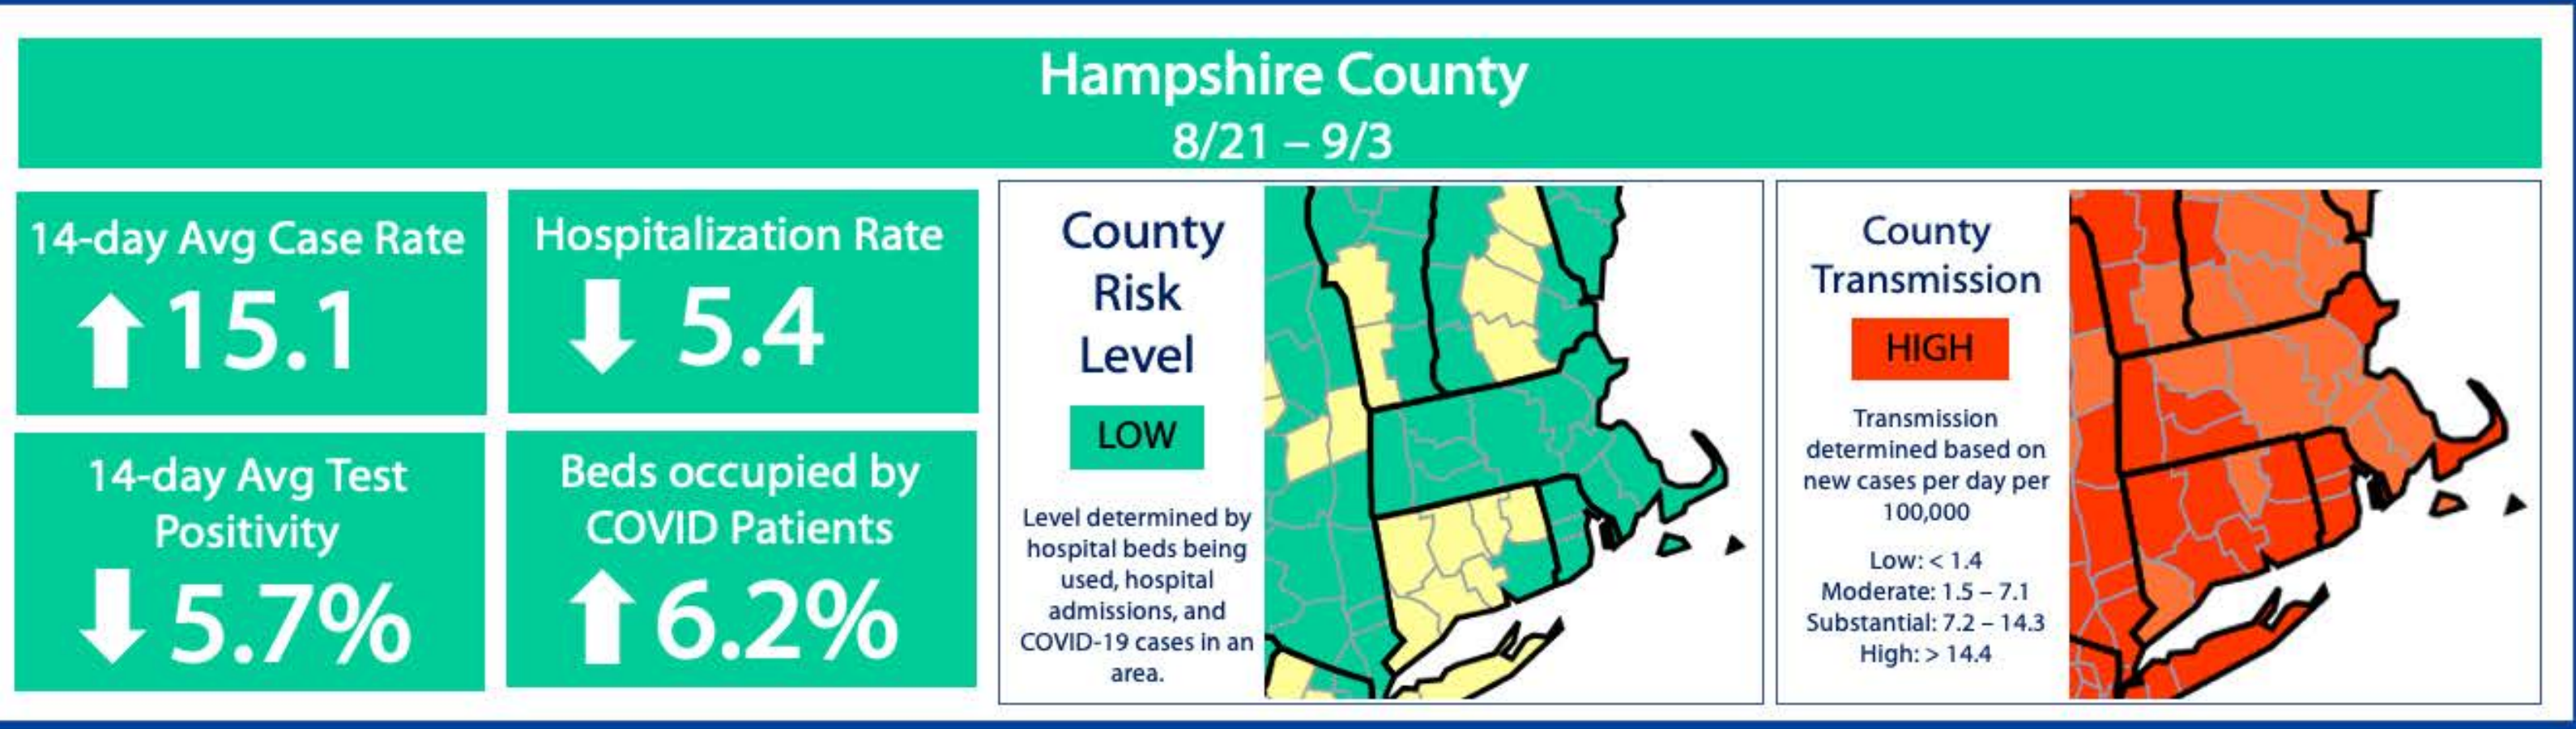 Hampshire County
8/21 – 9/3
14-day Avg Case Rate
15.1
Hospitalization Rate
5.4
14-day Avg Test
Positivity
5.7%
Beds occupied by
COVID Patients
6.2%
County
Risk
Level
LOW
Level determined by
hospital beds being
used, hospital
admissions, and
COVID-19 cases in an
area.
County
Transmission
HIGH
Transmission
determined based on
new cases per day per
100,000
Low: < 1.4
Moderate: 1.5 – 7.1
Substantial: 7.2 – 14.3
High: > 14.4